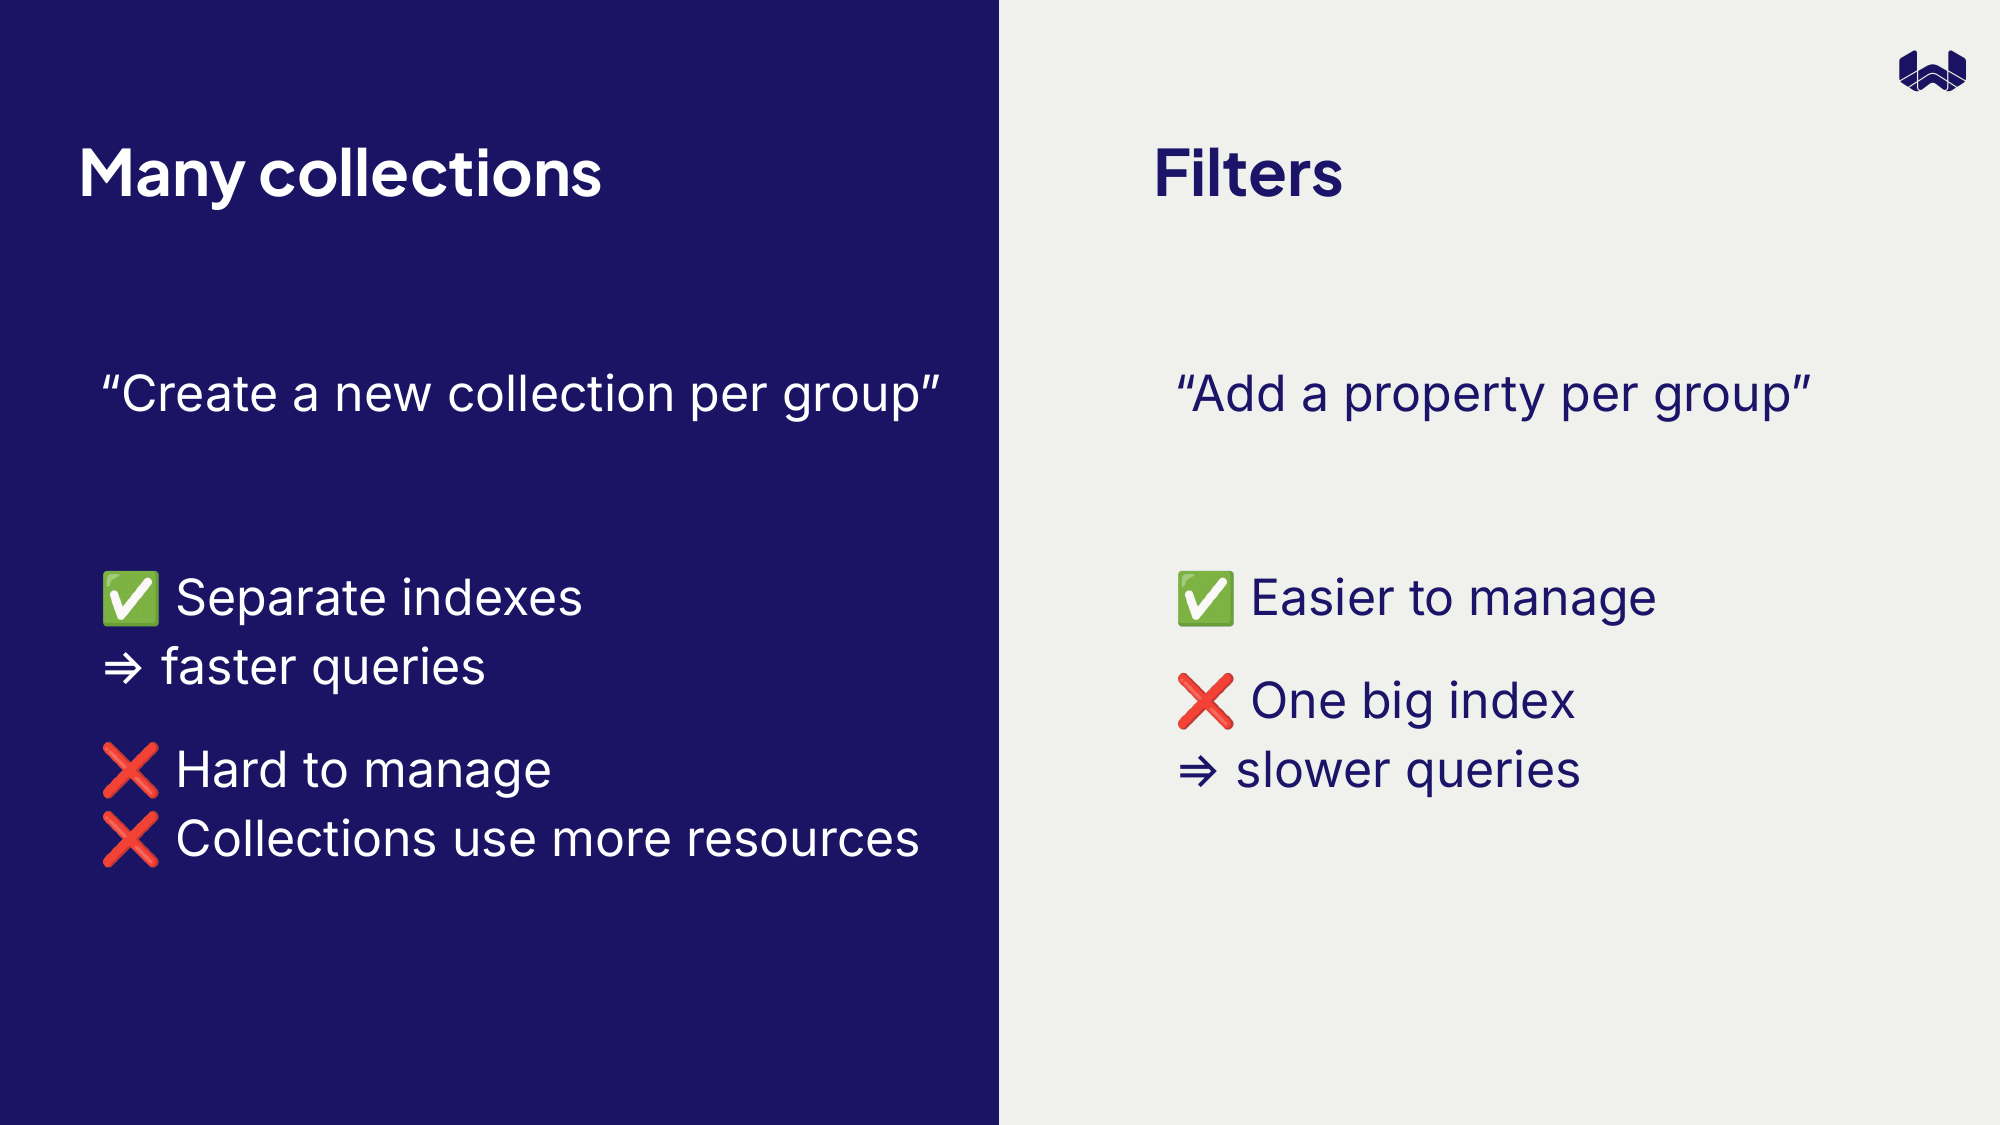 Many collections
“Create a new collection per group”
✅ Separate indexes
⇒ faster queries
❌ Hard to manage
❌ Collections use more resources
Filters
“Add a property per group”
✅ Easier to manage
❌ One big index
⇒ slower queries